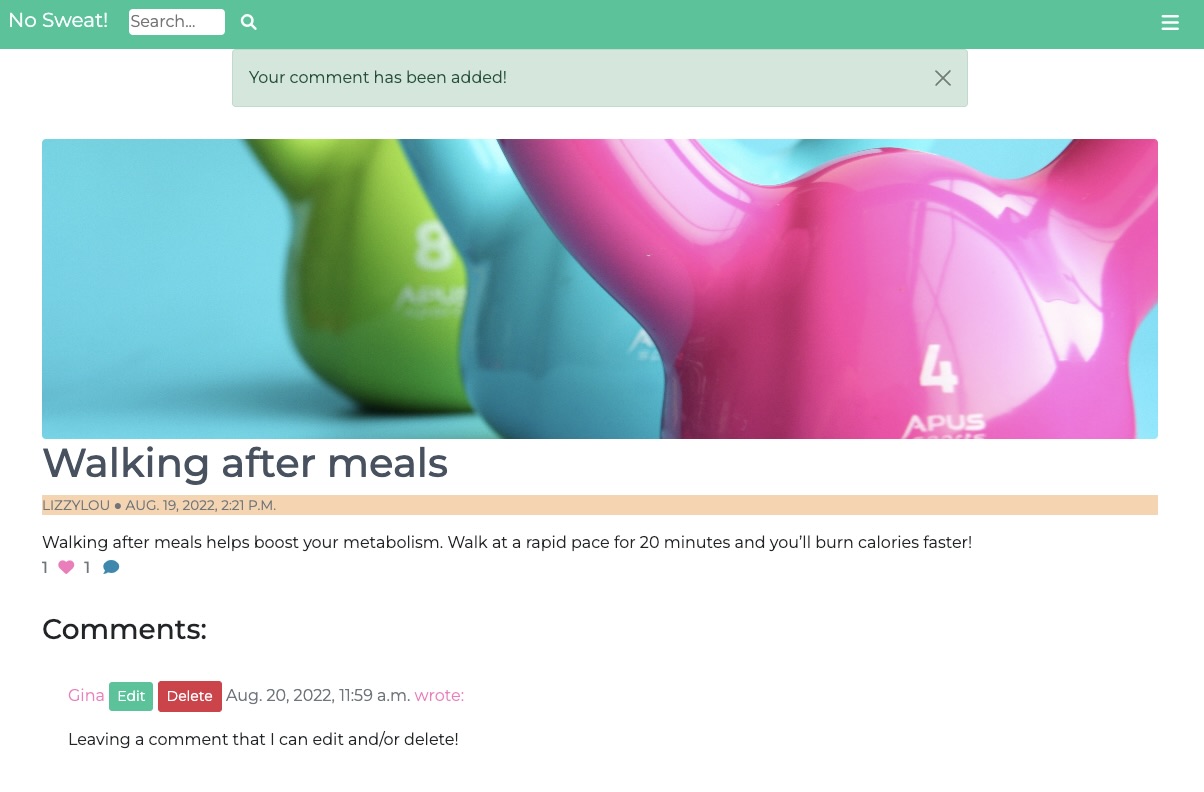 No Sweat! Search...
Your comment has been added!
8
APUS
4
APUS
sports
Walking after meals
LIZZYLOU ● AUG. 19, 2022, 2:21 P.M.
Walking after meals helps boost your metabolism. Walk at a rapid pace for 20 minutes and you’ll burn calories faster!
1 1
Comments:
Gina Edit Delete Aug. 20, 2022, 11:59 a.m. wrote:
Leaving a comment that I can edit and/or delete!